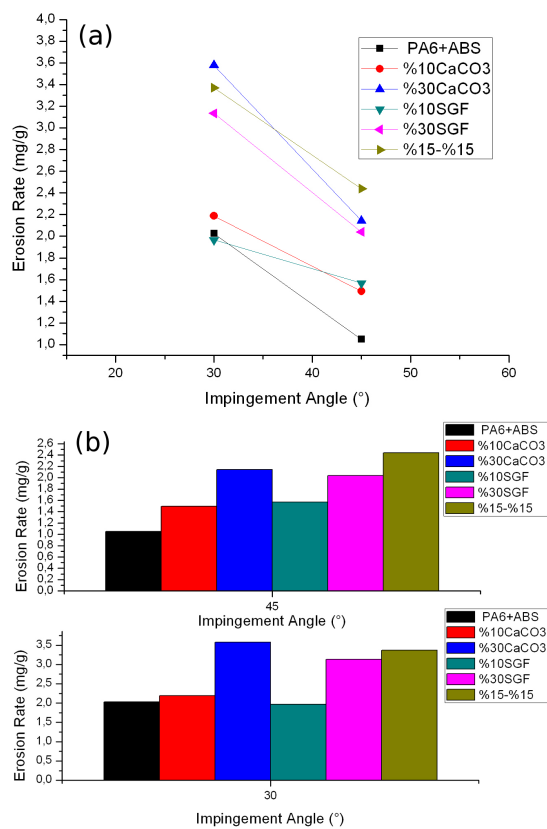 (a)
PA6+ABS
%10CaCO3
%30CaCO3
%10SGF
%30SGF
%15-%15
Erosion Rate (mg/g)
3,8
3,6
3,4
3,2
3,0
2,8
2,6
2,4
2,2
2,0
1,8
1,6
1,4
1,2
1,0
4,0
20 30 40 50 60
Impingement Angle (°)
(b)
PA6+ABS
%10CaCO3
%30CaCO3
%10SGF
%30SGF
%15-%15
Erosion Rate (mg/g)
2,6
2,4
2,2
2,0
1,8
1,6
1,4
1,2
1,0
0,8
0,6
0,4
0,2
0,0
45
Impingement Angle (°)
PA6+ABS
%10CaCO3
%30CaCO3
%10SGF
%30SGF
%15-%15
Erosion Rate (mg/g)
3,5
3,0
2,5
2,0
1,5
1,0
0,5
0,0
30
Impingement Angle (°)